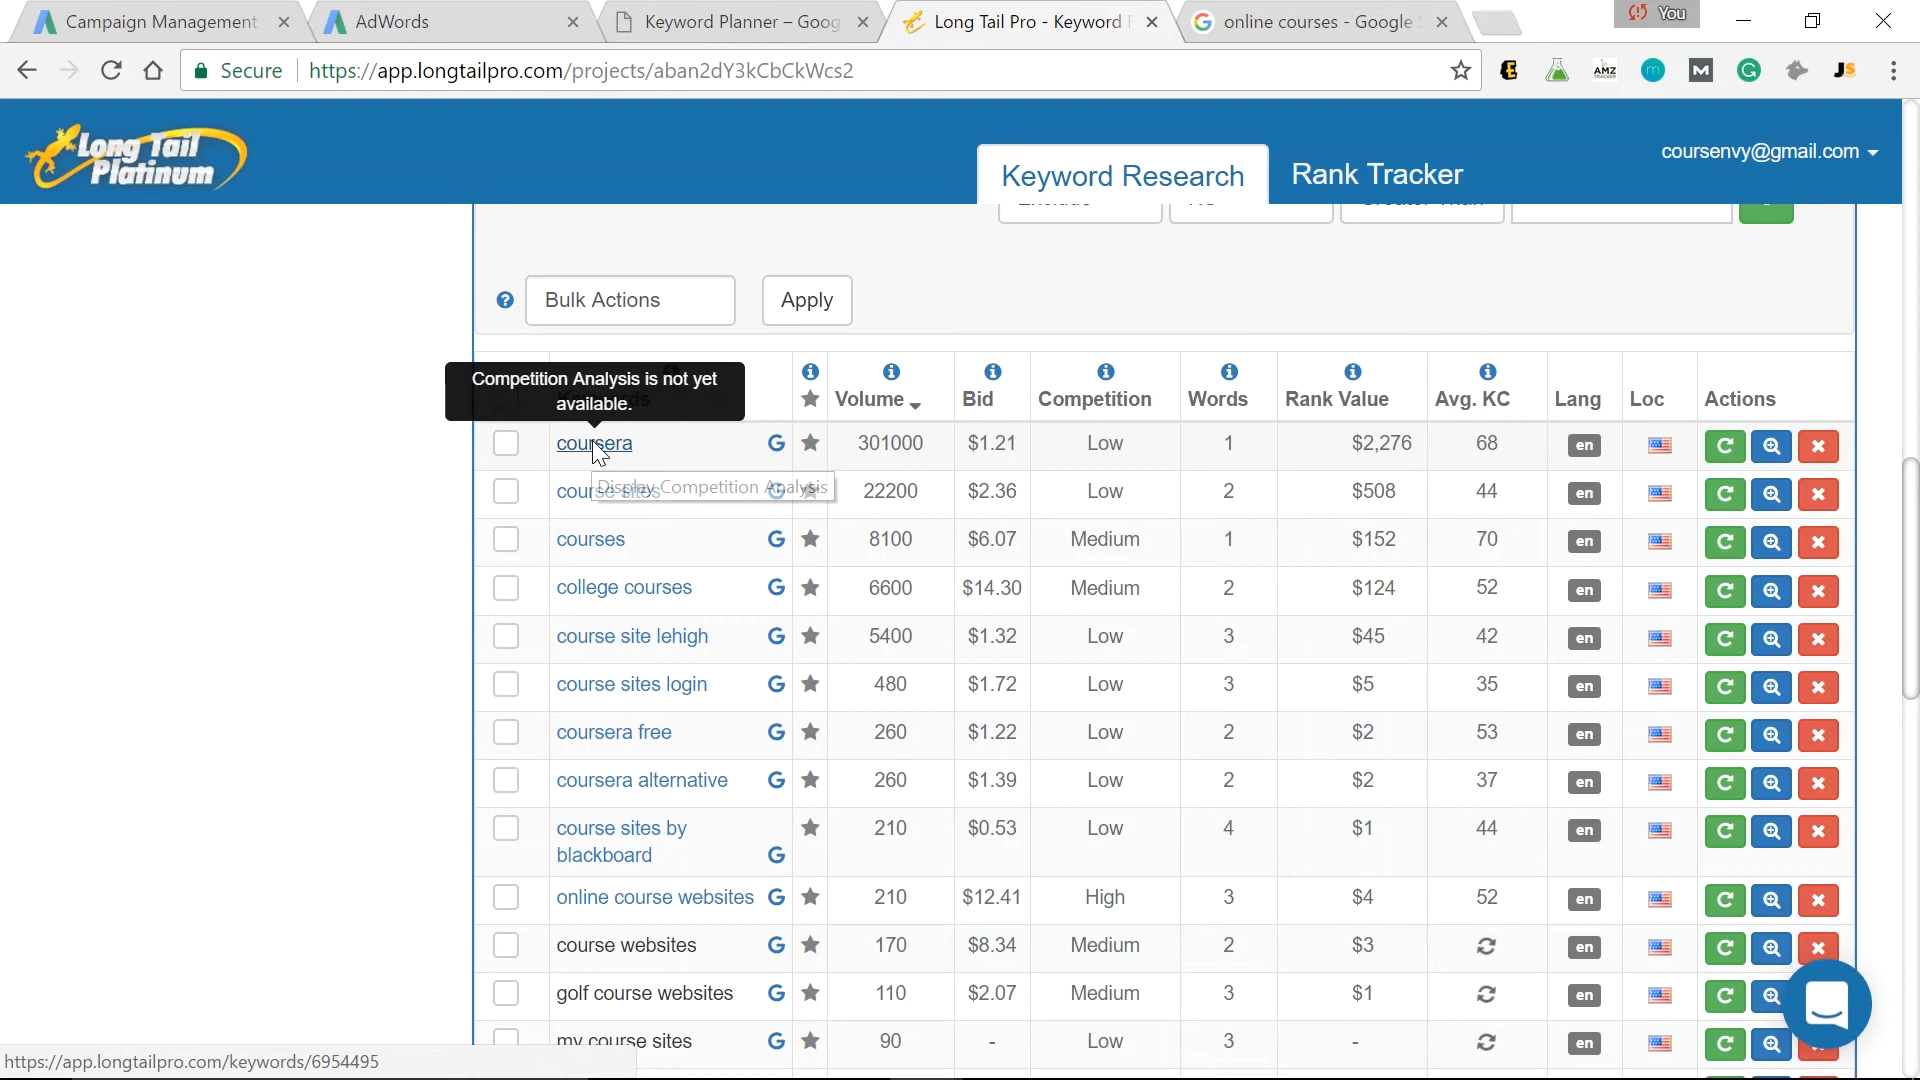 Campaign Management
AdWords
Keyword Planner – Goog
Long Tail Pro - Keyword
online courses - Google
You
Secure
https://app.longtailpro.com/projects/aban2dY3kCbCkWcs2
Long Tail
Platinum
Keyword Research
Rank Tracker
coursenvy@gmail.com
Bulk Actions
Apply
Competition Analysis is not yet
available.
Volume Bid Competition Words Rank Value Avg. KC Lang Loc Actions
coursera G 301000 $1.21 Low 1 $2,276 68 en
Display Competition Analysis
course sites G 22200 $2.36 Low 2 $508 44 en
courses G 8100 $6.07 Medium 1 $152 70 en
college courses G 6600 $14.30 Medium 2 $124 52 en
course site lehigh G 5400 $1.32 Low 3 $45 42 en
course sites login G 480 $1.72 Low 3 $5 35 en
coursera free G 260 $1.22 Low 2 $2 53 en
coursera alternative G 260 $1.39 Low 2 $2 37 en
course sites by 210 $0.53 Low 4 $1 44 en
blackboard G
online course websites G 210 $12.41 High 3 $4 52 en
course websites G 170 $8.34 Medium 2 $3 en
golf course websites G 110 $2.07 Medium 3 $1 en
my course sites G 90 - Low 3 - en
https://app.longtailpro.com/keywords/6954495